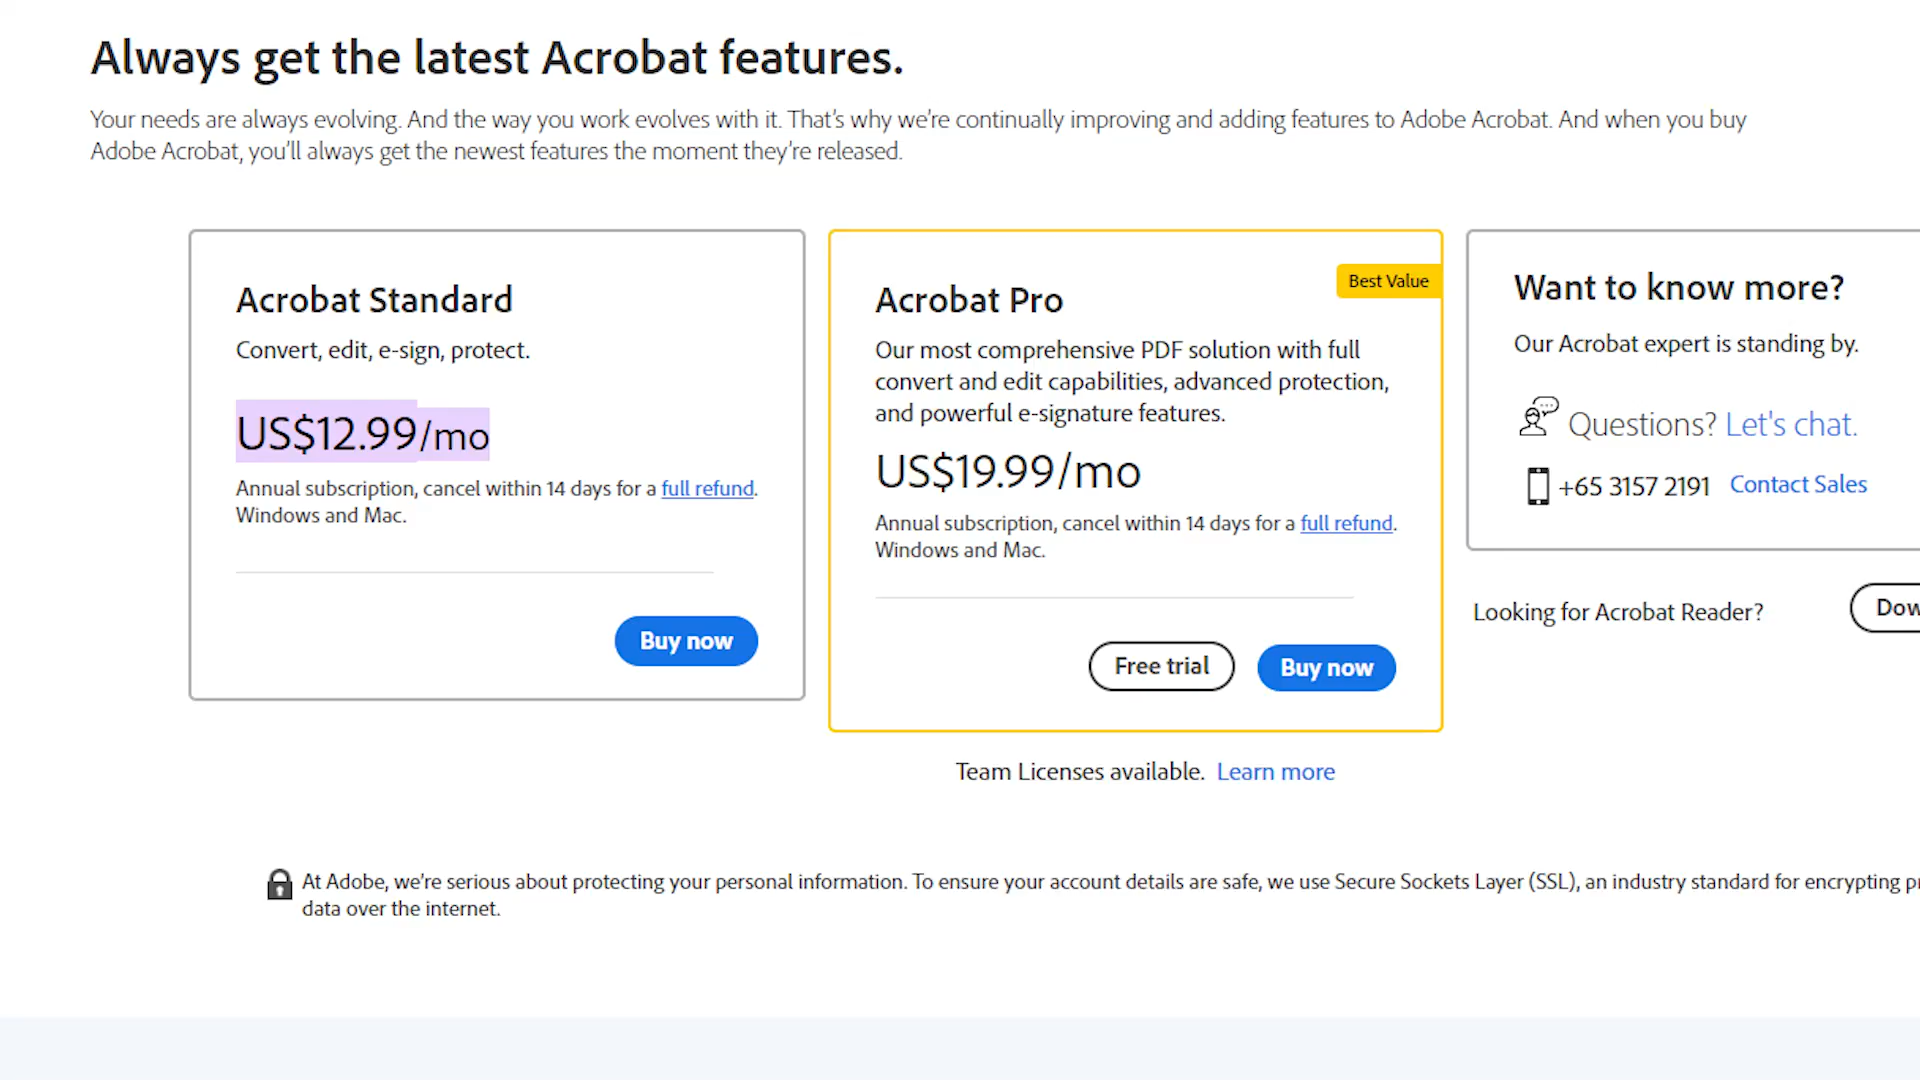 Always get the latest Acrobat features.
Your needs are always evolving. And the way you work evolves with it. That's why we're continually improving and adding features to Adobe Acrobat. And when you buy
Adobe Acrobat, you'll always get the newest features the moment they're released.
Acrobat Standard
Convert, edit, e-sign, protect.
US$12.99/mo
Annual subscription, cancel within 14 days for a full refund.
Windows and Mac.
Buy now
Best Value
Acrobat Pro
Our most comprehensive PDF solution with full
convert and edit capabilities, advanced protection,
and powerful e-signature features.
US$19.99/mo
Annual subscription, cancel within 14 days for a full refund.
Windows and Mac.
Free trial
Buy now
Team Licenses available. Learn more
Want to know more?
Our Acrobat expert is standing by.
Questions? Let's chat.
+65 3157 2191 Contact Sales
Looking for Acrobat Reader?
At Adobe, we're serious about protecting your personal information. To ensure your account details are safe, we use Secure Sockets Layer (SSL), an industry standard for encrypting
data over the internet.